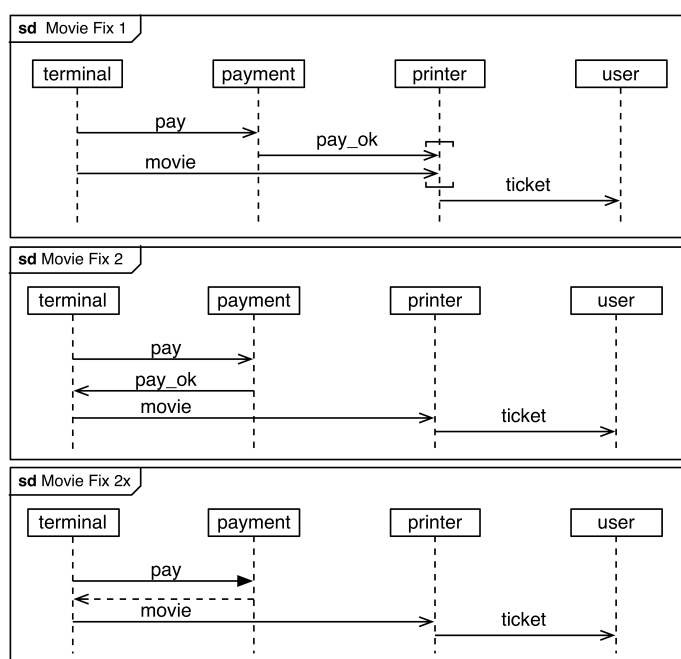 sd Movie Fix 1
terminal payment printer user
pay
pay_ok
movie
ticket
sd Movie Fix 2
terminal payment printer user
pay
pay_ok
movie
ticket
sd Movie Fix 2x
terminal payment printer user
pay
movie
ticket